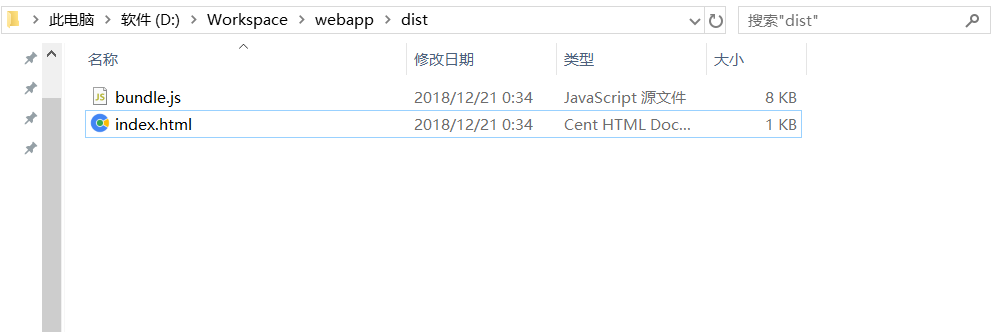 此电脑 软件 (D:) Workspace webapp dist 搜索"dist"
名称 修改日期 类型 大小
bundle.js 2018/12/21 0:34 JavaScript 源文件 8 KB
index.html 2018/12/21 0:34 Cent HTML Doc... 1 KB